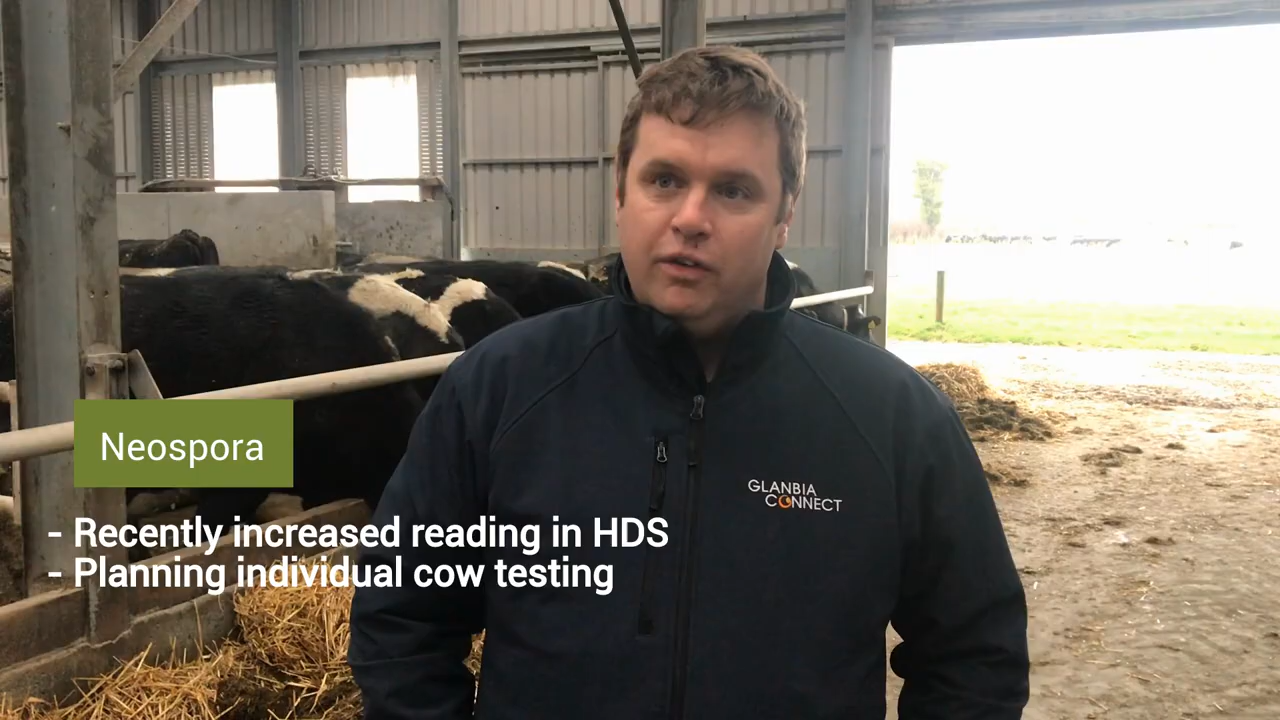 GLANBIA
CONNECT
Neospora
- Recently increased reading in HDS
- Planning individual cow testing